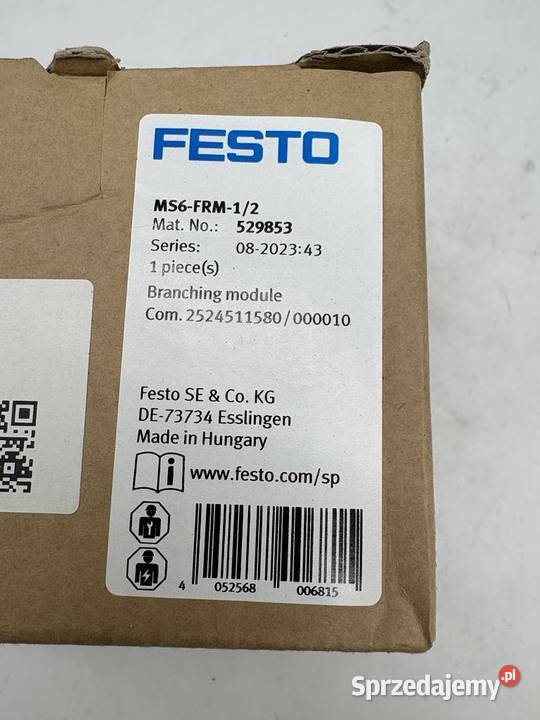 FESTO
MS6-FRM-1/2
Mat. No.: 529853
Series: 08-2023:43
1 piece(s)
Branching module
Com. 2524511580/000010
Festo SE & Co. KG
DE-73734 Esslingen
Made in Hungary
i www.festo.com/sp
4 052568 006815
Sprzedajemy.pl